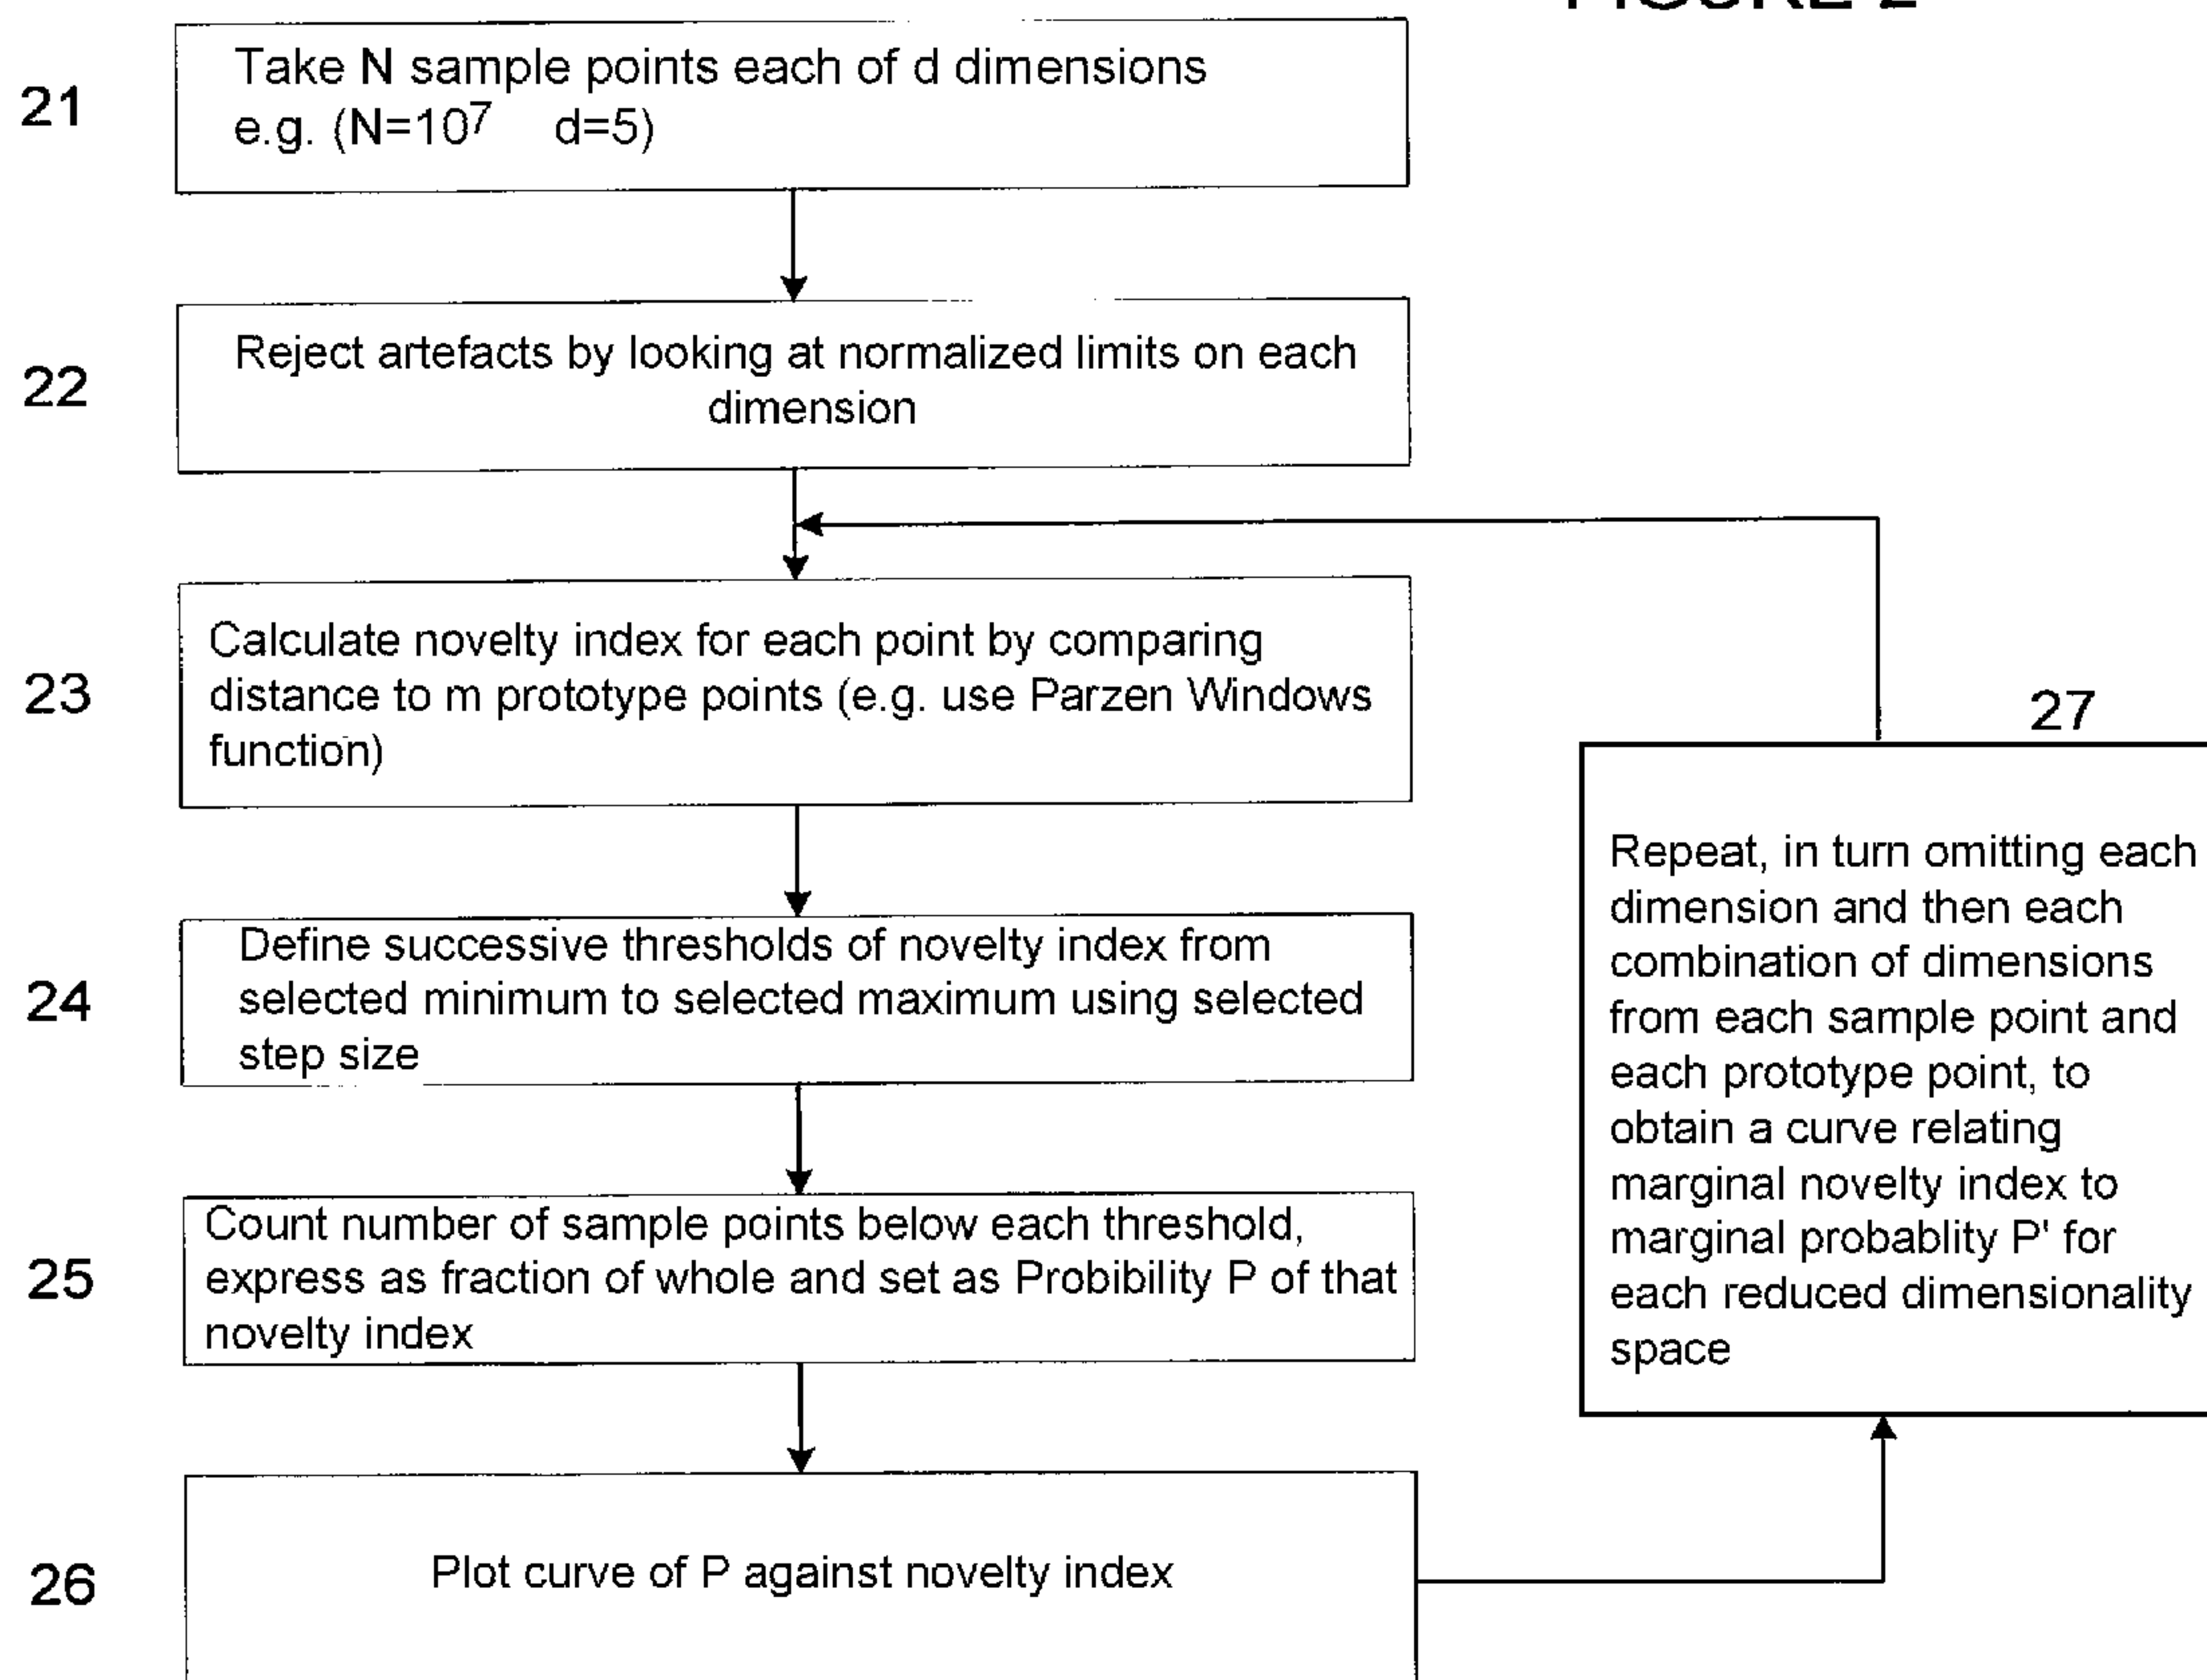 21
Take N sample points each of d dimensions
e.g. (N=10⁷ d=5)
22
Reject artefacts by looking at normalized limits on each
dimension
23
Calculate novelty index for each point by comparing
distance to m prototype points (e.g. use Parzen Windows
function)
24
Define successive thresholds of novelty index from
selected minimum to selected maximum using selected
step size
25
Count number of sample points below each threshold,
express as fraction of whole and set as Probibility P of that
novelty index
26
Plot curve of P against novelty index
27
Repeat, in turn omitting each
dimension and then each
combination of dimensions
from each sample point and
each prototype point, to
obtain a curve relating
marginal novelty index to
marginal probablity P' for
each reduced dimensionality
space